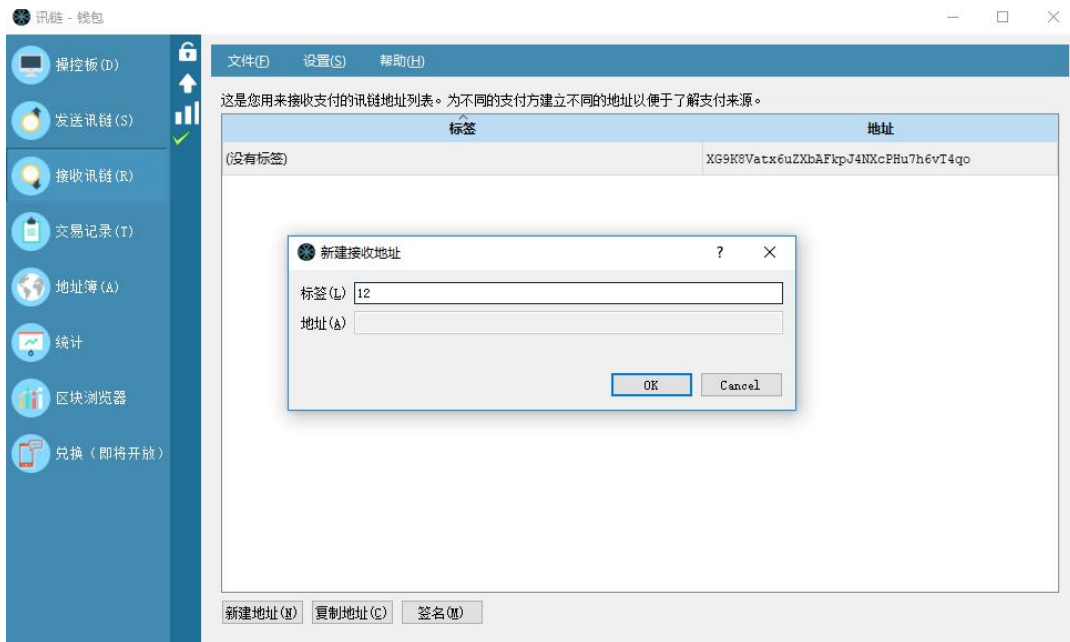 讯链 - 钱包
操控板(D)
发送讯链(S)
接收讯链(R)
交易记录(T)
地址簿(A)
统计
区块浏览器
兑换（即将开放）
文件(F) 设置(S) 帮助(H)
这是您用来接收支付的讯链地址列表。为不同的支付方建立不同的地址以便于了解支付来源。
标签 地址
(没有标签) XG9K8Vatx6uZXbAFkpJ4NXcPHu7h6vT4qo
新建接收地址 ?
标签(L) 12
地址(A)
OK Cancel
新建地址(N) 复制地址(C) 签名(M)